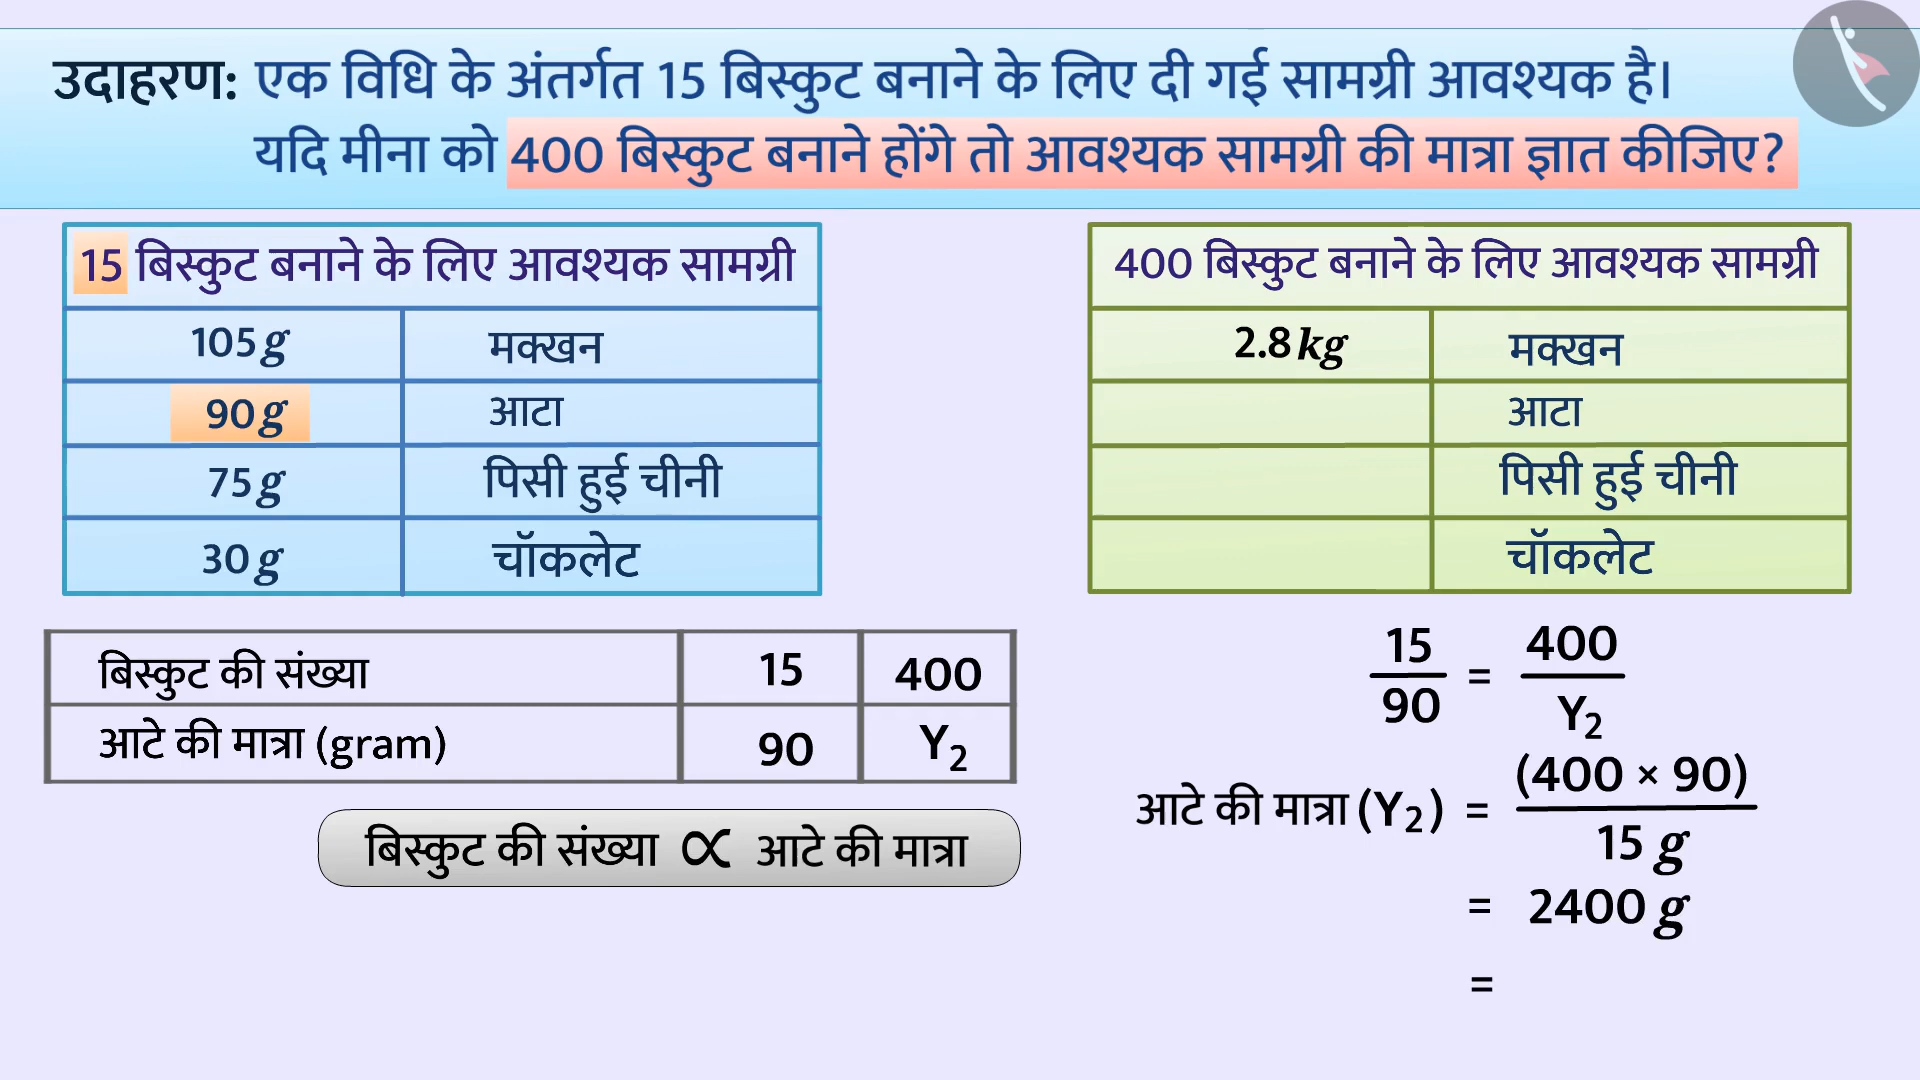 उदाहरण: एक विधि के अंतर्गत 15 बिस्कुट बनाने के लिए दी गई सामग्री आवश्यक है।
यदि मीना को 400 बिस्कुट बनाने होंगे तो आवश्यक सामग्री की मात्रा ज्ञात कीजिए?
15 बिस्कुट बनाने के लिए आवश्यक सामग्री
105 g मक्खन
90 g आटा
75 g पिसी हुई चीनी
30 g चॉकलेट
400 बिस्कुट बनाने के लिए आवश्यक सामग्री
2.8 kg मक्खन
आटा
पिसी हुई चीनी
चॉकलेट
बिस्कुट की संख्या 15 400
आटे की मात्रा (gram) 90 Y₂
बिस्कुट की संख्या ∝ आटे की मात्रा
15/90 = 400/Y₂
आटे की मात्रा (Y₂) = (400 × 90)/15 g
= 2400 g
=